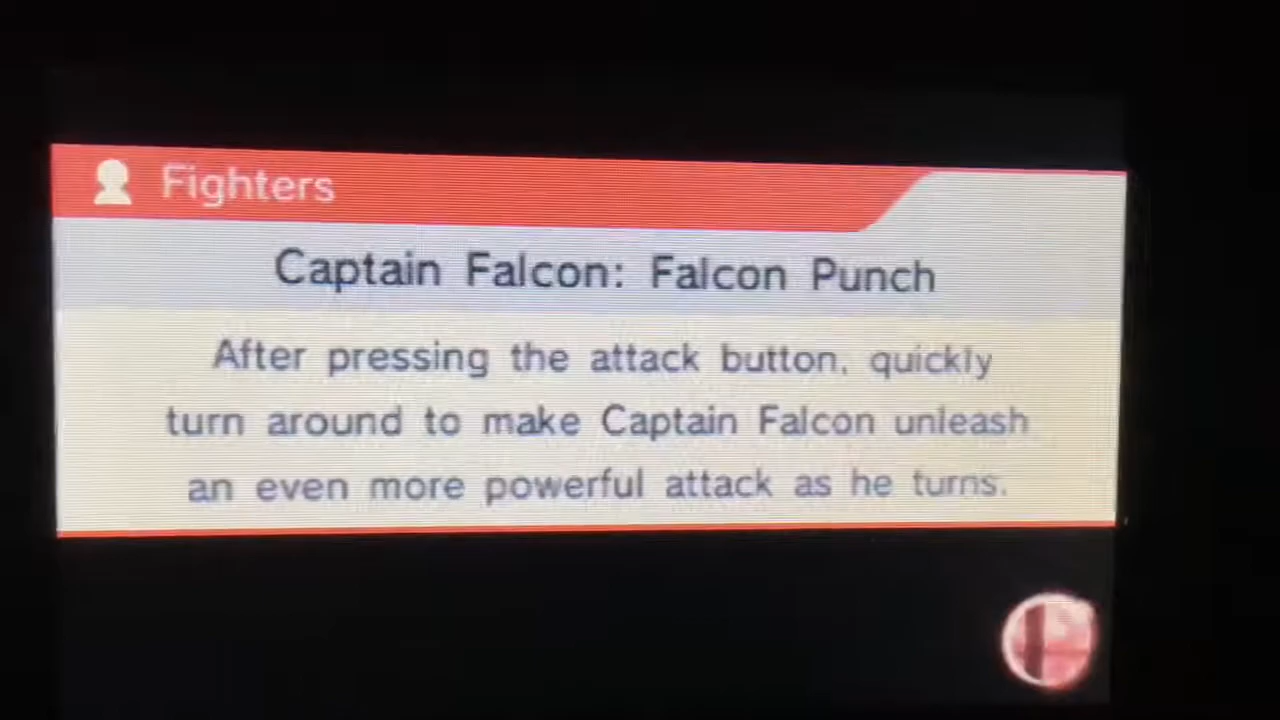 Fighters
Captain Falcon: Falcon Punch
After pressing the attack button, quickly
turn around to make Captain Falcon unleash
an even more powerful attack as he turns.